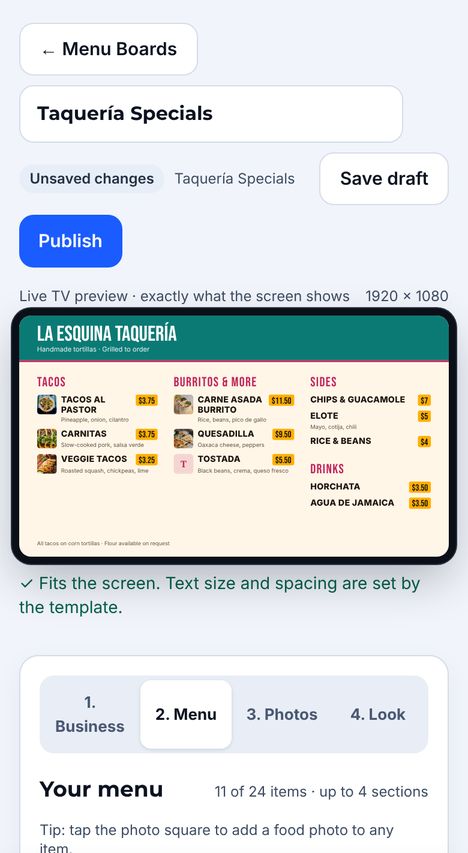 ← Menu Boards
Taquería Specials
Unsaved changes
Taquería Specials
Save draft
Publish
Live TV preview · exactly what the screen shows
1920 × 1080
LA ESQUINA TAQUERÍA
Handmade tortillas · Grilled to order
TACOS
TACOS AL PASTOR $3.75
Pineapple, onion, cilantro
CARNITAS $3.75
Slow-cooked pork, salsa verde
VEGGIE TACOS $3.25
Roasted squash, chickpeas, lime
BURRITOS & MORE
CARNE ASADA BURRITO $11.50
Rice, beans, pico de gallo
QUESADILLA $9.50
Oaxaca cheese, peppers
T
TOSTADA $5.50
Black beans, crema, queso fresco
SIDES
CHIPS & GUACAMOLE $7
ELOTE $5
Mayo, cotija, chili
RICE & BEANS $4
DRINKS
HORCHATA $3.50
AGUA DE JAMAICA $3.50
All tacos on corn tortillas · Flour available on request
✓ Fits the screen. Text size and spacing are set by
the template.
1.
Business
2. Menu
3. Photos
4. Look
Your menu
11 of 24 items · up to 4 sections
Tip: tap the photo square to add a food photo to any
item.